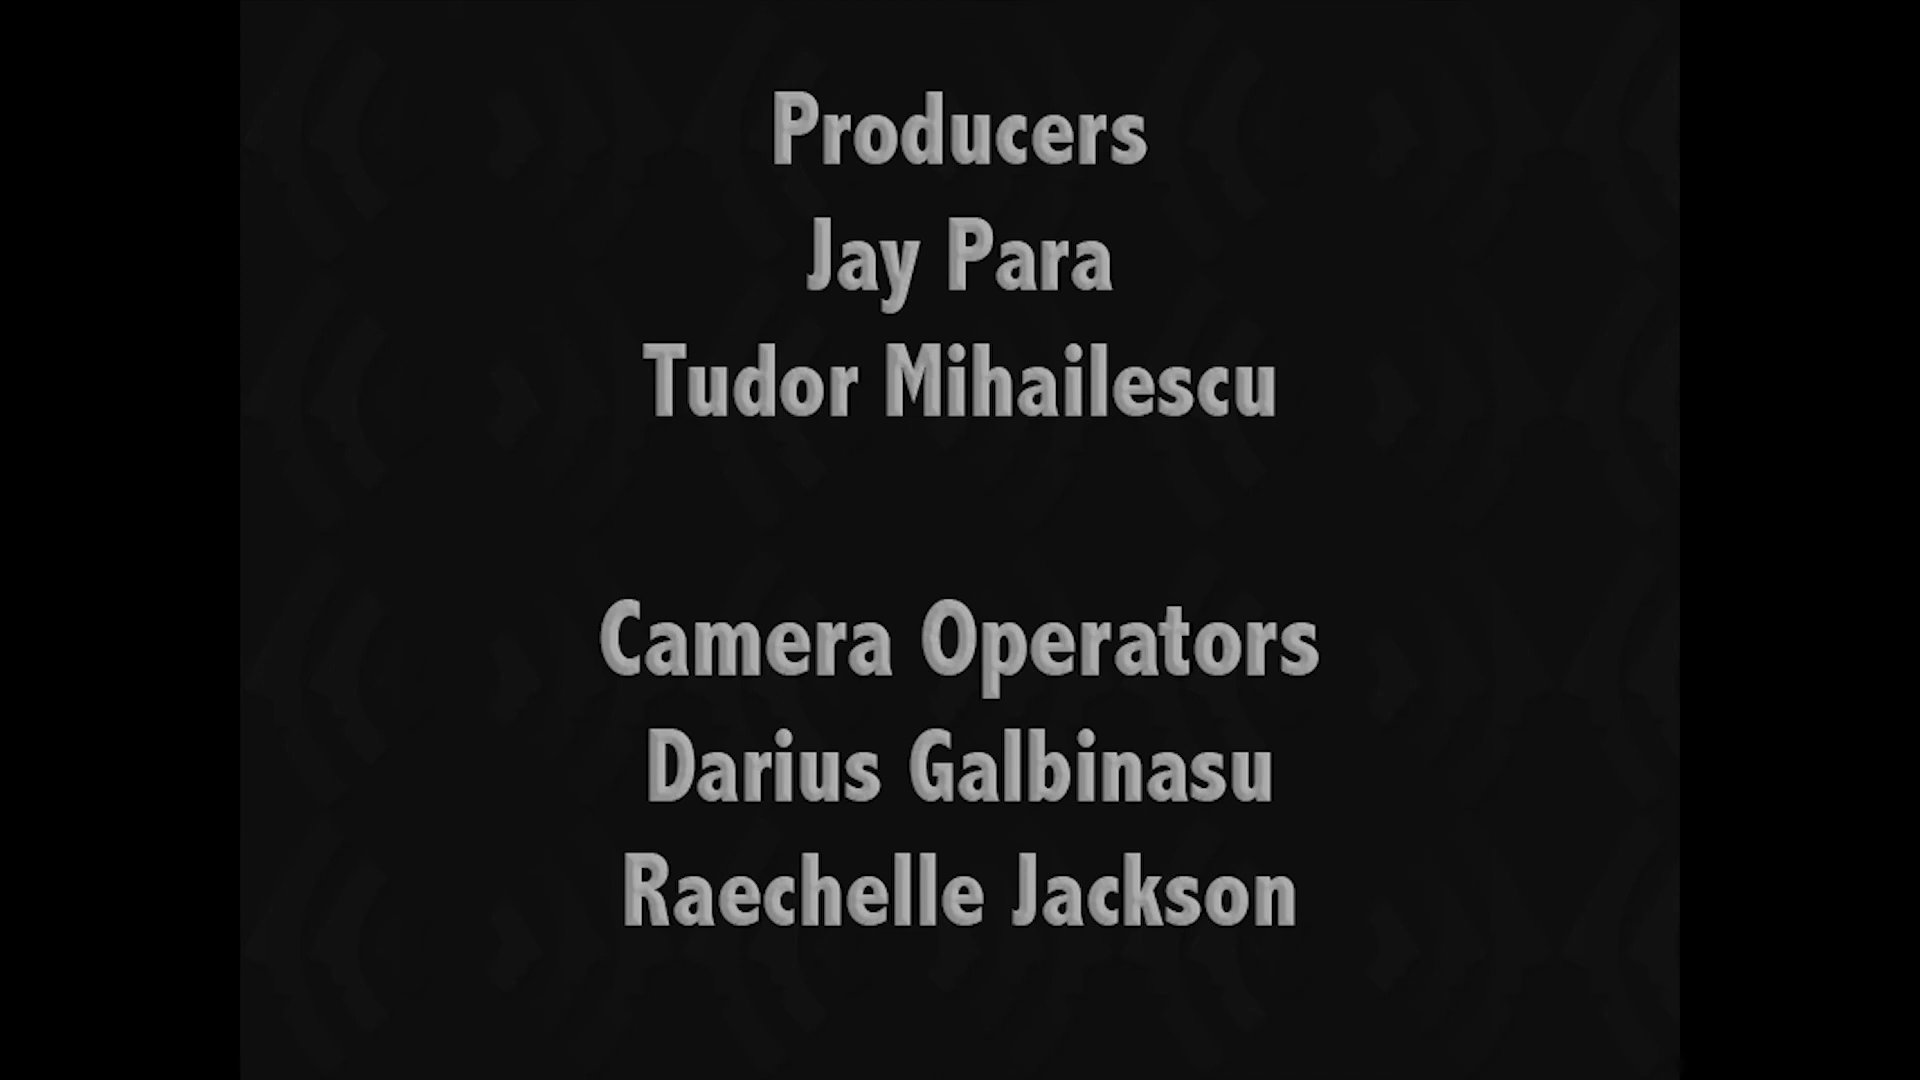 Producers
Jay Para
Tudor Mihailescu
Camera Operators
Darius Galbinasu
Raechelle Jackson